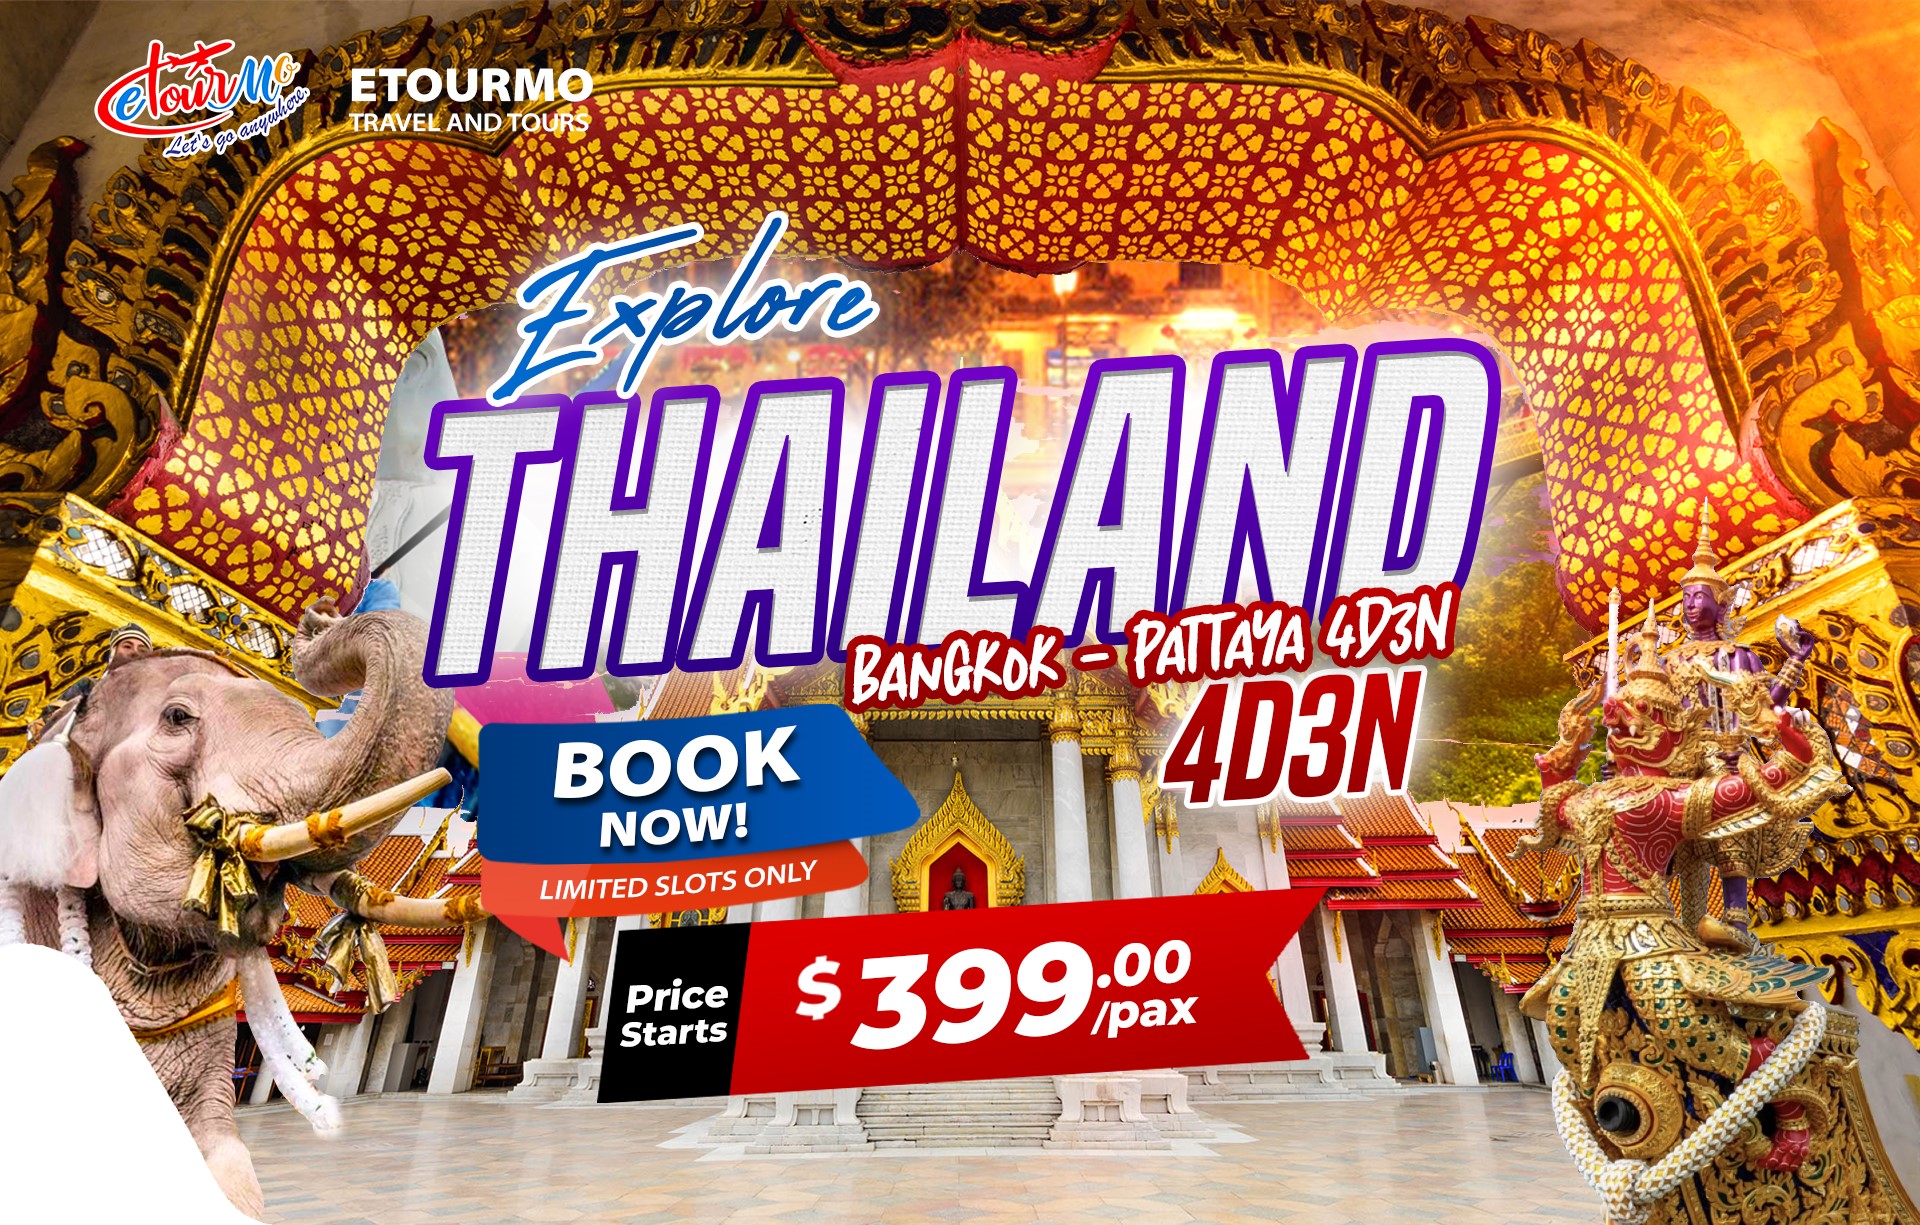 etourMo
Let's go anywhere.
ETOURMO
TRAVEL AND TOURS
Explore
THAILAND
BANGKOK - PATTAYA 4D3N
4D3N
BOOK
NOW!
LIMITED SLOTS ONLY
Price
Starts
$399.00
/pax